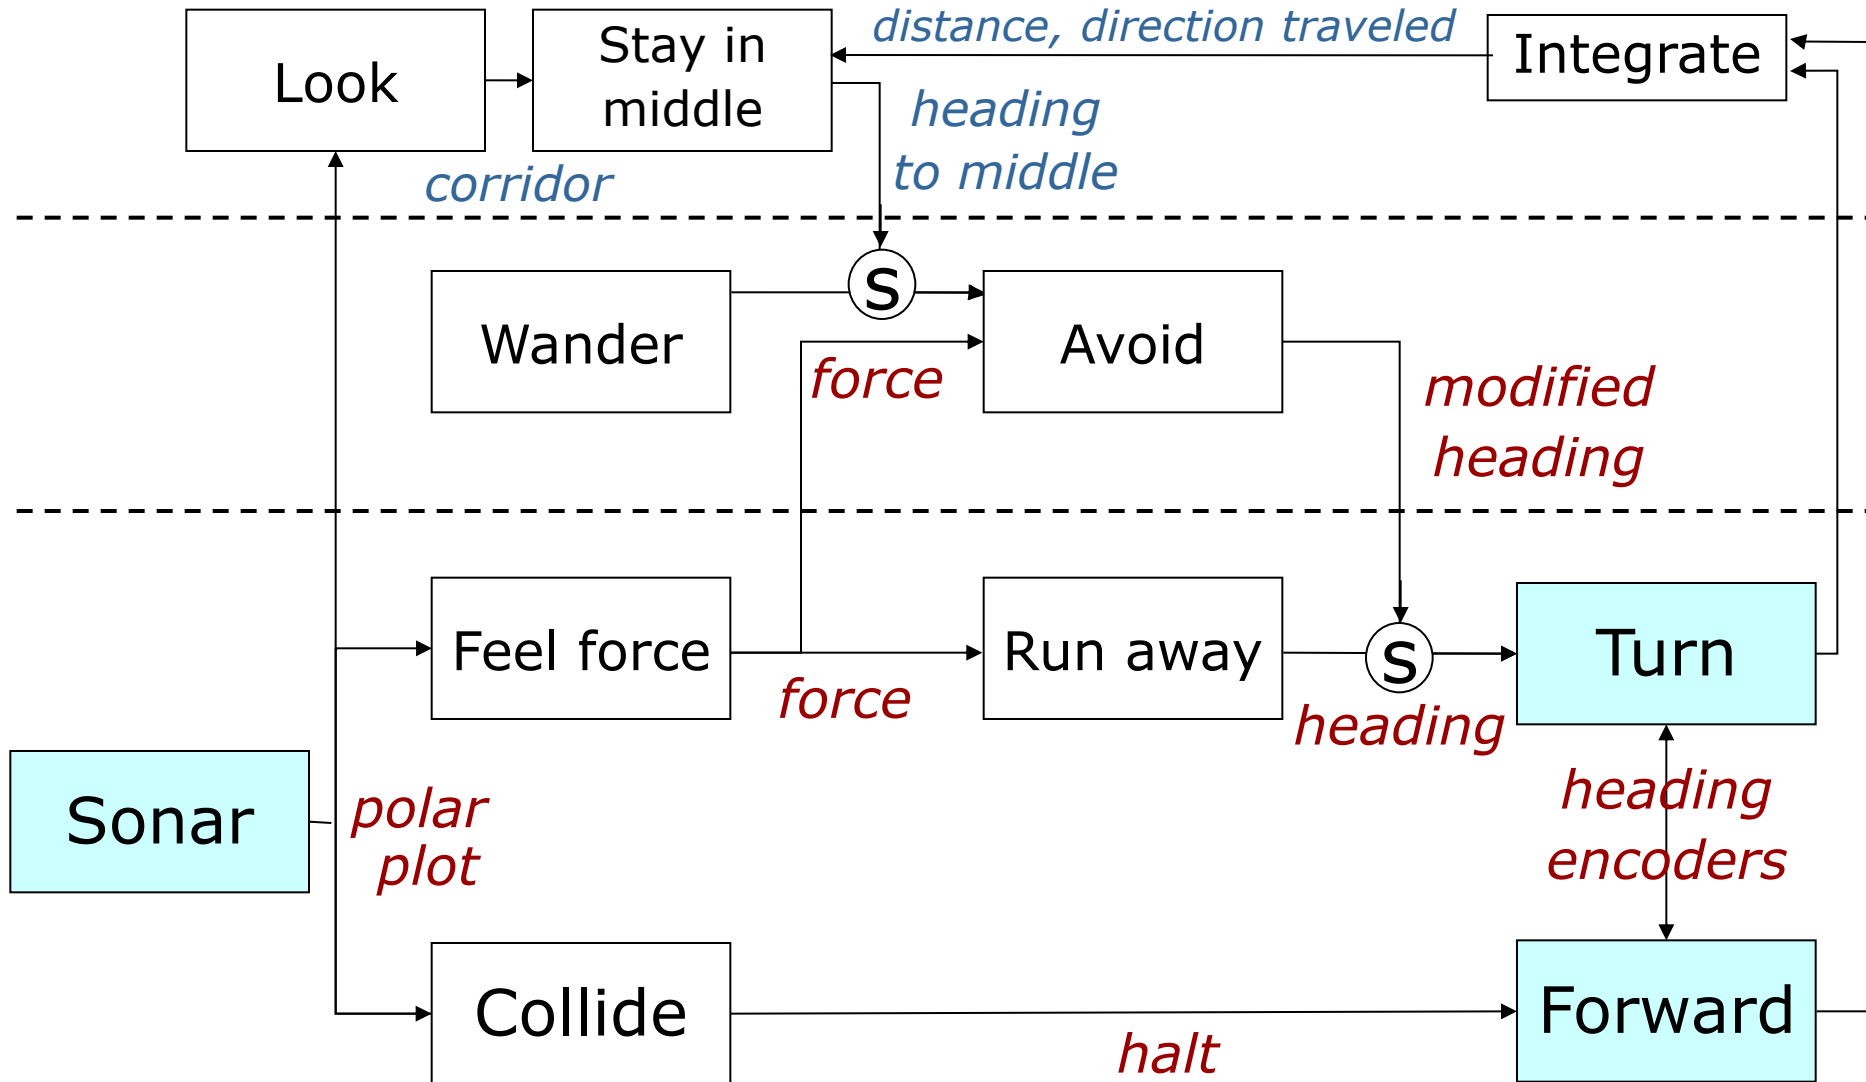 distance, direction traveled
Look
Stay in
middle
Integrate
heading
to middle
corridor
S
Wander
Avoid
force
modified
heading
Feel force
Run away
S
Turn
force
heading
Sonar
polar
plot
heading
encoders
Collide
Forward
halt